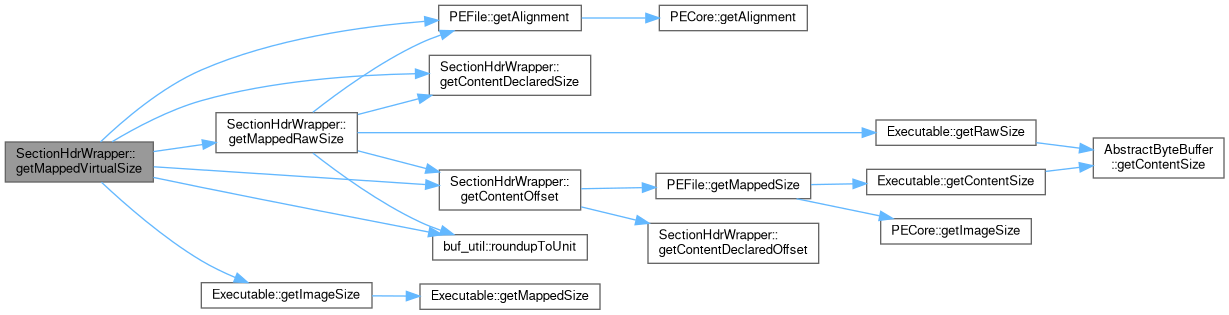 SectionHdrWrapper::
getMappedVirtualSize
SectionHdrWrapper::
getMappedRawSize
Executable::getImageSize
PEFile::getAlignment
SectionHdrWrapper::
getContentDeclaredSize
SectionHdrWrapper::
getContentOffset
buf_util::roundupToUnit
Executable::getMappedSize
PECore::getAlignment
PEFile::getMappedSize
SectionHdrWrapper::
getContentDeclaredOffset
Executable::getRawSize
Executable::getContentSize
PECore::getImageSize
AbstractByteBuffer
::getContentSize